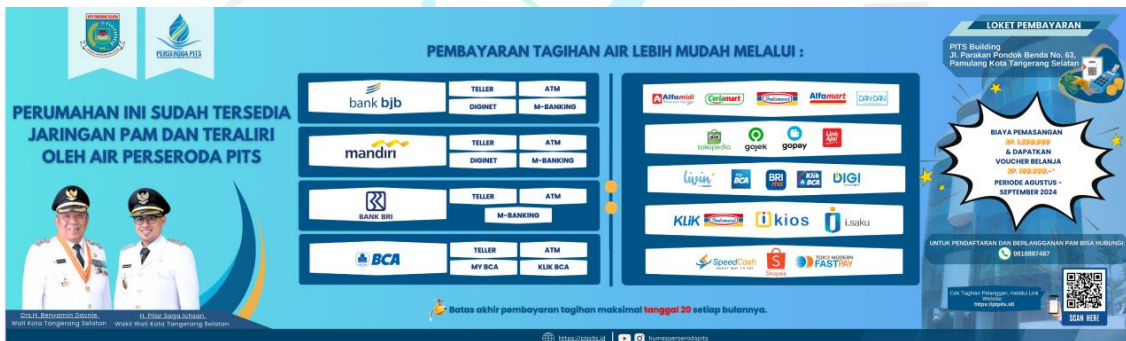 KOTA TANGERANG SELATAN
PERSERODA PITS
PERUMAHAN INI SUDAH TERSEDIA
JARINGAN PAM DAN TERALIRI
OLEH AIR PERSERODA PITS
Drs.H. Benyamin Davnie
Wali Kota Tangerang Selatan
H. Pilar Saga Ichsan
Wakil Wali Kota Tangerang Selatan
PEMBAYARAN TAGIHAN AIR LEBIH MUDAH MELALUI :
bank bjb
TELLER
ATM
DIGINET
M-BANKING
mandiri
TELLER
ATM
DIGINET
M-BANKING
BANK BRI
TELLER
ATM
M-BANKING
BCA
TELLER
ATM
MY BCA
KLIK BCA
Alfamidi
Ceriamart
Indomaret
Alfamart
DAN+DAN
tokopedia
gojek
gopay
Link
Aja!
livin'
BCA
BRI
mo
Klik
BCA
DIGI
KLiK Indomaret
i kios
i.saku
SpeedCash
Shopee
TOKO MODERN
FASTPAY
Batas akhir pembayaran tagihan maksimal tanggal 20 setiap bulannya.
https://ptpits.id
humasperserodapits
LOKET PEMBAYARAN
PITS Building
Jl. Parakan Pondok Benda No. 63,
Pamulang Kota Tangerang Selatan
BIAYA PEMASANGAN
& DAPATKAN
VOUCHER BELANJA
PERIODE AGUSTUS -
SEPTEMBER 2024
UNTUK PENDAFTARAN DAN BERLANGGANAN PAM BISA HUBUNGI:
0818887487
Cek Tagihan Pelanggan, melalui Link
Website :
https://ptpits.id
SCAN HERE